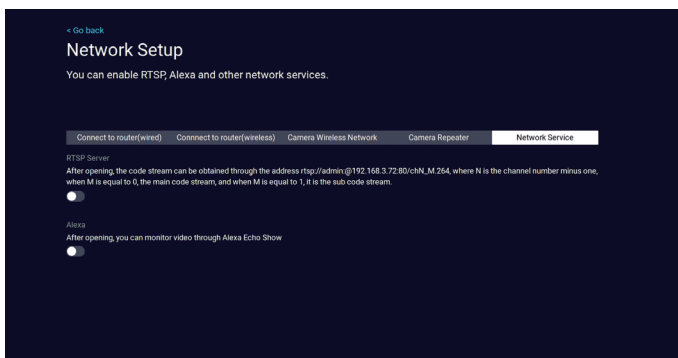 < Go back
Network Setup
You can enable RTSP, Alexa and other network services.
Connect to router(wired) Connnect to router(wireless) Camera Wireless Network Camera Repeater Network Service
RTSP Server
After opening, the code stream can be obtained through the address rtsp://admin:@192.168.3.72:80/chN_M.264, where N is the channel number minus one,
when M is equal to 0, the main code stream, and when M is equal to 1, it is the sub code stream.
Alexa
After opening, you can monitor video through Alexa Echo Show